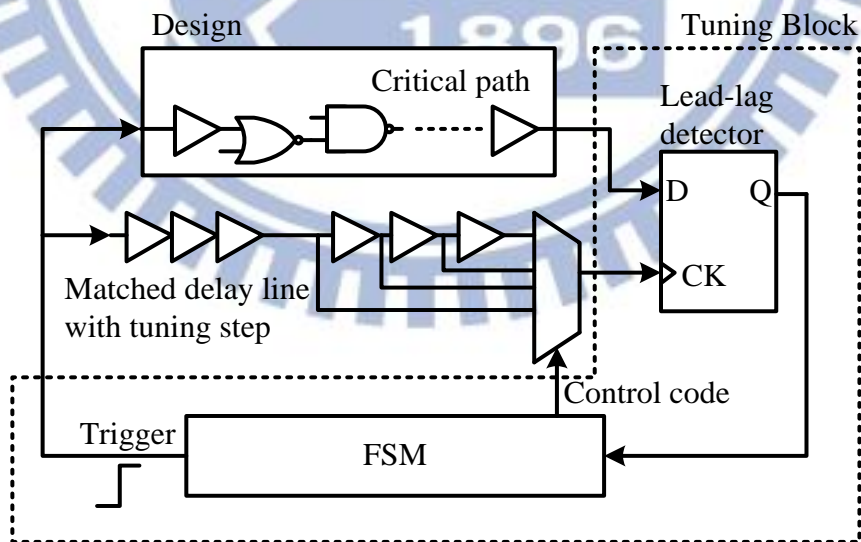 1896
Design
Tuning Block
Critical path
Lead-lag
detector
D
Q
CK
Matched delay line
with tuning step
Control code
Trigger
FSM